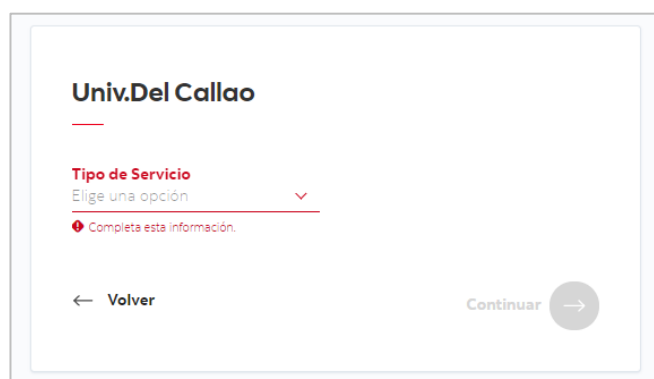 Univ.Del Callao
Tipo de Servicio
Elige una opción
Completa esta información.
Volver
Continuar